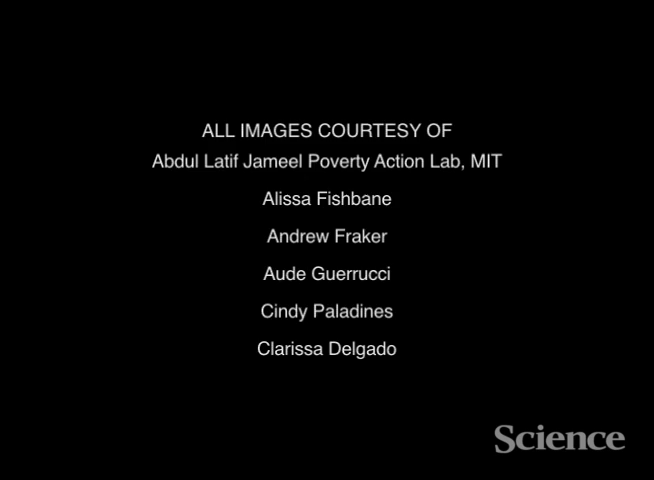 ALL IMAGES COURTESY OF
Abdul Latif Jameel Poverty Action Lab, MIT
Alissa Fishbane
Andrew Fraker
Aude Guerrucci
Cindy Paladines
Clarissa Delgado
Science